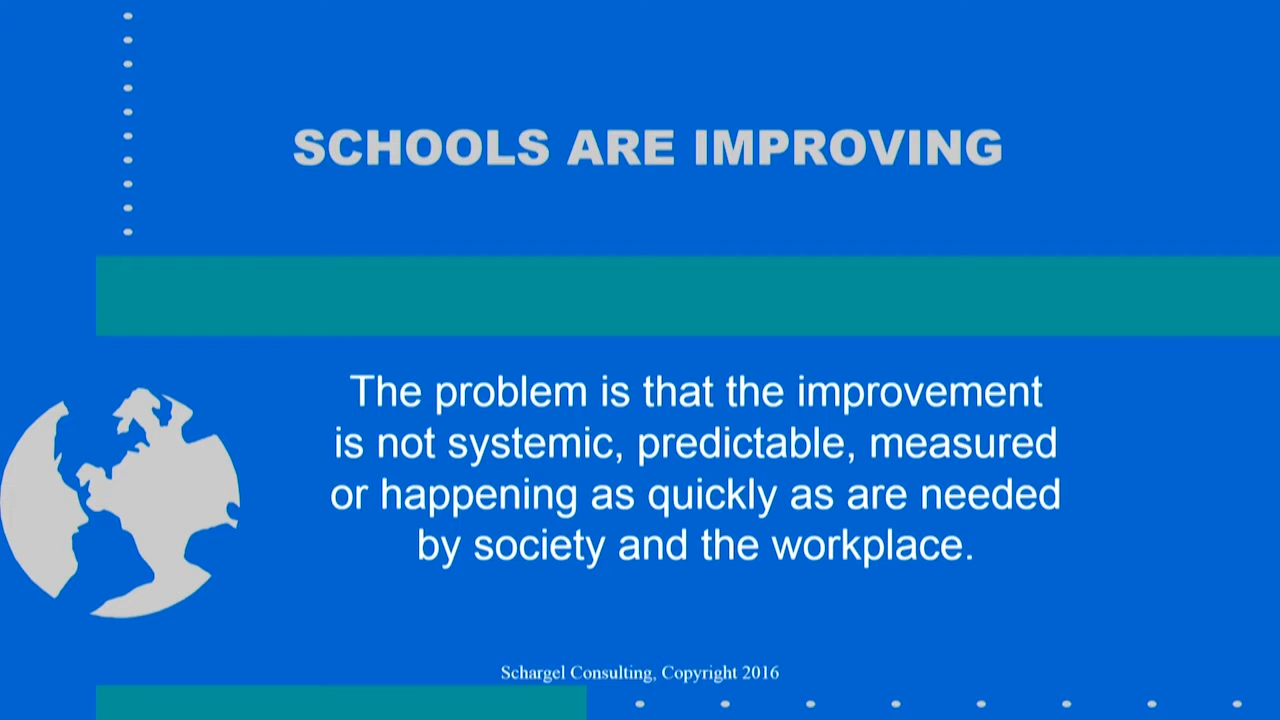 SCHOOLS ARE IMPROVING
The problem is that the improvement
is not systemic, predictable, measured
or happening as quickly as are needed
by society and the workplace.
Schargel Consulting, Copyright 2016